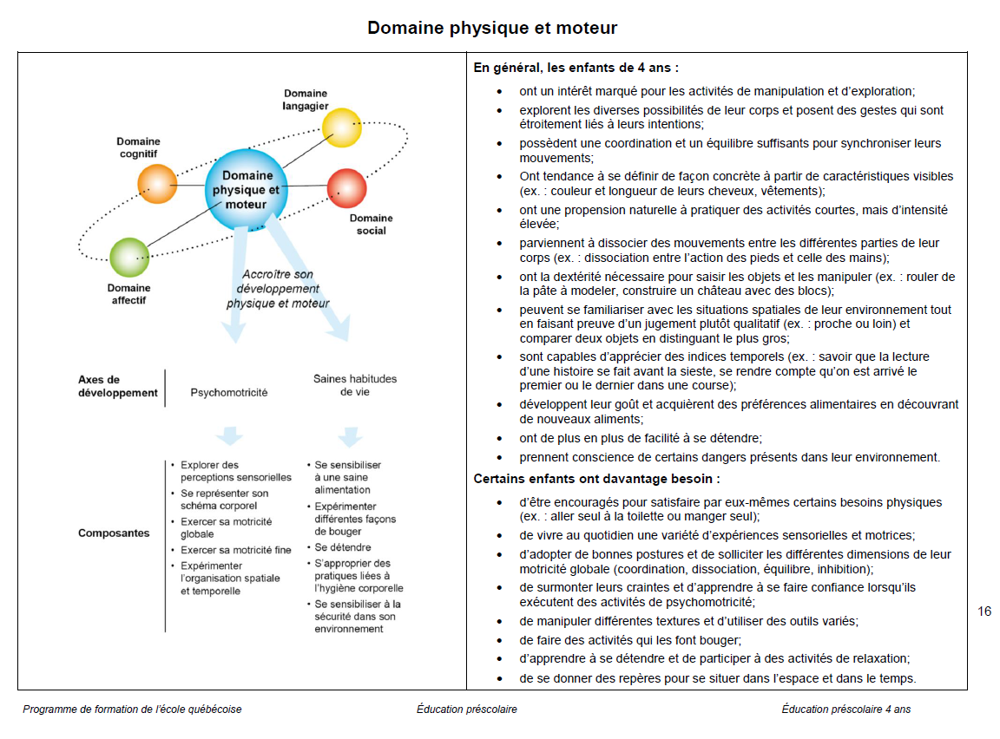 Domaine physique et moteur
Domaine
langagier
Domaine
cognitif
Domaine
physique et
moteur
Domaine
social
Domaine
affectif
Accroître son
développement
physique et moteur
Axes de
développement
Psychomotricité
Saines habitudes
de vie
Composantes
• Explorer des
perceptions sensorielles
• Se représenter son
schéma corporel
• Exercer sa motricité
globale
• Exercer sa motricité fine
• Expérimenter
l'organisation spatiale
et temporelle
• Se sensibiliser
à une saine
alimentation
• Expérimenter
différentes façons
de bouger
• Se détendre
• S'approprier des
pratiques liées à
l'hygiène corporelle
• Se sensibiliser à la
sécurité dans son
environnement
En général, les enfants de 4 ans :
• ont un intérêt marqué pour les activités de manipulation et d'exploration;
• explorent les diverses possibilités de leur corps et posent des gestes qui sont
étroitement liés à leurs intentions;
• possèdent une coordination et un équilibre suffisants pour synchroniser leurs
mouvements;
• Ont tendance à se définir de façon concrète à partir de caractéristiques visibles
(ex. : couleur et longueur de leurs cheveux, vêtements);
• ont une propension naturelle à pratiquer des activités courtes, mais d'intensité
élevée;
• parviennent à dissocier des mouvements entre les différentes parties de leur
corps (ex. : dissociation entre l'action des pieds et celle des mains);
• ont la dextérité nécessaire pour saisir les objets et les manipuler (ex. : rouler de
la pâte à modeler, construire un château avec des blocs);
• peuvent se familiariser avec les situations spatiales de leur environnement tout
en faisant preuve d'un jugement plutôt qualitatif (ex. : proche ou loin) et
comparer deux objets en distinguant le plus gros;
• sont capables d'apprécier des indices temporels (ex. : savoir que la lecture
d'une histoire se fait avant la sieste, se rendre compte qu'on est arrivé le
premier ou le dernier dans une course);
• développent leur goût et acquièrent des préférences alimentaires en découvrant
de nouveaux aliments;
• ont de plus en plus de facilité à se détendre;
• prennent conscience de certains dangers présents dans leur environnement.
Certains enfants ont davantage besoin :
• d'être encouragés pour satisfaire par eux-mêmes certains besoins physiques
(ex. : aller seul à la toilette ou manger seul);
• de vivre au quotidien une variété d'expériences sensorielles et motrices;
• d'adopter de bonnes postures et de solliciter les différentes dimensions de leur
motricité globale (coordination, dissociation, équilibre, inhibition);
• de surmonter leurs craintes et d'apprendre à se faire confiance lorsqu'ils
exécutent des activités de psychomotricité;
• de manipuler différentes textures et d'utiliser des outils variés;
• de faire des activités qui les font bouger;
• d'apprendre à se détendre et de participer à des activités de relaxation;
• de se donner des repères pour se situer dans l'espace et dans le temps.
16
Programme de formation de l'école québécoise
Éducation préscolaire
Éducation préscolaire 4 ans